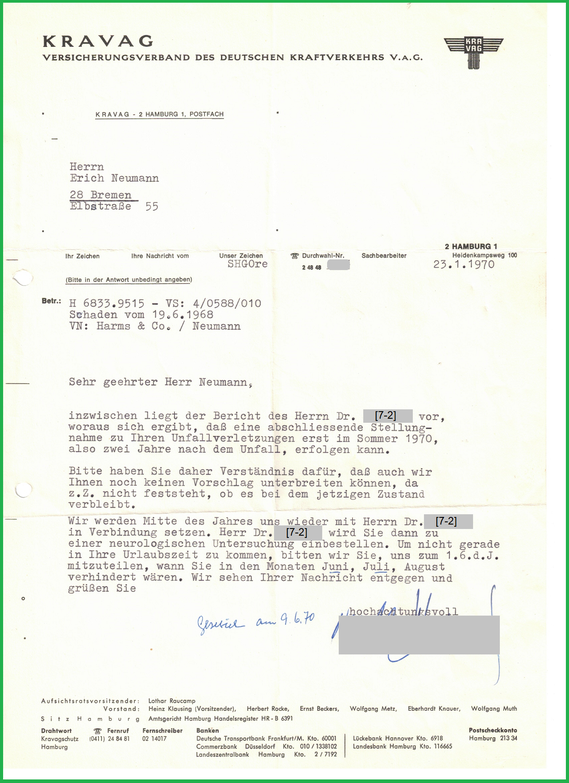 KRAVAG
VERSICHERUNGSVERBAND DES DEUTSCHEN KRAFTVERKEHRS V.a.G.
KRA
VAG
KRAVAG - 2 HAMBURG 1, POSTFACH
Herrn
Erich Neumann
28 Bremen
Elbstraße 55
2 HAMBURG 1
Heidenkampsweg 100
Ihr Zeichen Ihre Nachricht vom Unser Zeichen ☎ Durchwahl-Nr. Sachbearbeiter
SHGOre 2 48 48 23.1.1970
(Bitte in der Antwort unbedingt angeben)
Betr.: H 6833.9515 - VS: 4/0588/010
Schaden vom 19.6.1968
VN: Harms & Co. / Neumann
Sehr geehrter Herr Neumann,
inzwischen liegt der Bericht des Herrn Dr. [7-2] vor,
woraus sich ergibt, daß eine abschliessende Stellung-
nahme zu Ihren Unfallverletzungen erst im Sommer 1970,
also zwei Jahre nach dem Unfall, erfolgen kann.
Bitte haben Sie daher Verständnis dafür, daß auch wir
Ihnen noch keinen Vorschlag unterbreiten können, da
z.Z. nicht feststeht, ob es bei dem jetzigen Zustand
verbleibt.
Wir werden Mitte des Jahres uns wieder mit Herrn Dr. [7-2]
in Verbindung setzen. Herr Dr. [7-2] wird Sie dann zu
einer neurologischen Untersuchung einbestellen. Um nicht gerade
in Ihre Urlaubszeit zu kommen, bitten wir Sie, uns zum 1.6.d.J.
mitzuteilen, wann Sie in den Monaten Juni, Juli, August
verhindert wären. Wir sehen Ihrer Nachricht entgegen und
grüßen Sie
hochachtungsvoll
am 9.6.70
Aufsichtsratsvorsitzender: Lothar Raucamp
Vorstand: Heinz Klausing (Vorsitzender), Herbert Racke, Ernst Beckers, Wolfgang Metz, Eberhardt Knauer, Wolfgang Muth
Sitz Hamburg Amtsgericht Hamburg Handelsregister HR-B 6391
Drahtwort ☎ Fernruf Fernschreiber Banken Postscheckkonto
Kravagschutz (0411) 24 84 81 02 14017 Deutsche Transportbank Frankfurt/M. Kto. 60001 Lückebank Hannover Kto. 6918 Hamburg 213 34
Hamburg Commerzbank Düsseldorf Kto. 010/1338102 Landesbank Hamburg Kto. 116665
Landeszentralbank Hamburg Kto. 2/7192